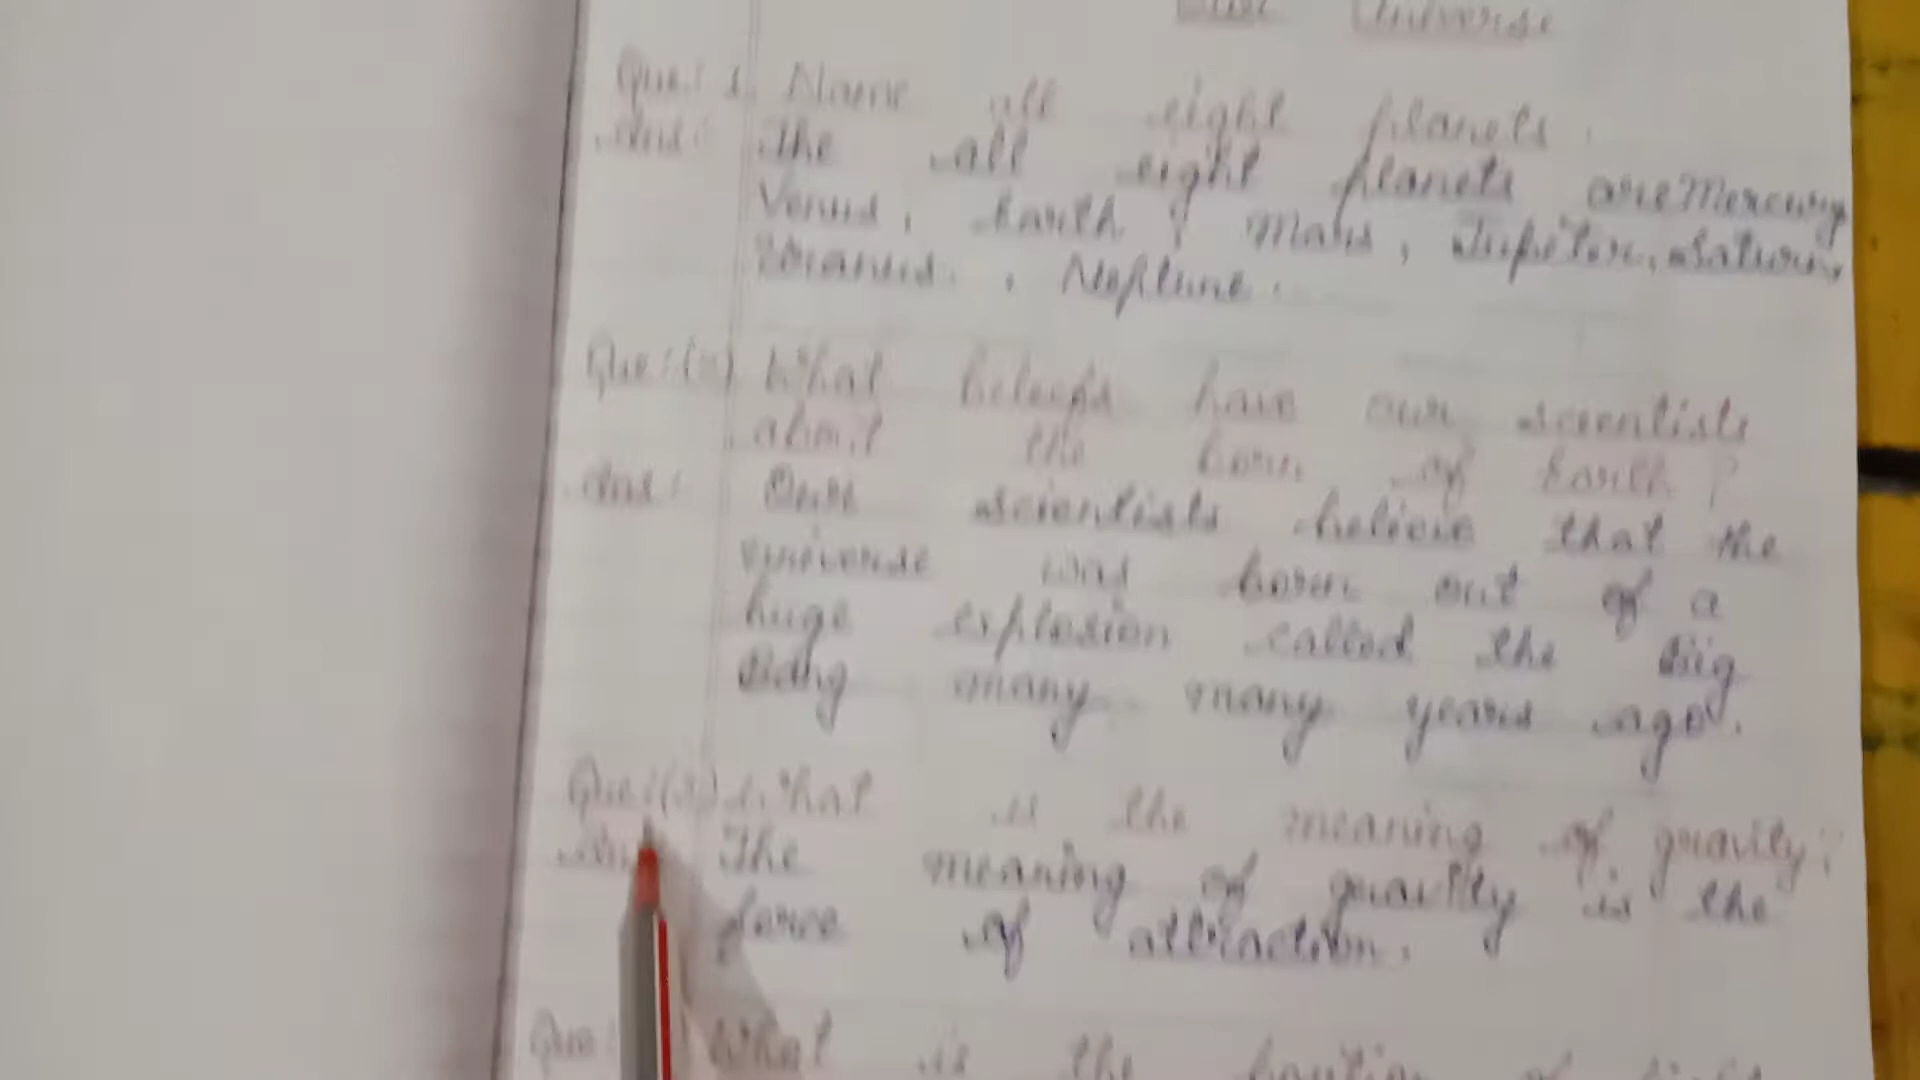 Our Universe
Que: 1. Name all eight planets.
Ans: The all eight planets are Mercury,
Venus, Earth, Mars, Jupiter, Saturn,
Uranus, Neptune.
Que:(2) What beliefs have our scientists
about the born of Earth?
Ans: Our scientists believe that the
universe was born out of a
huge explosion called the Big
Bang many many years ago.
Que:(3) What is the meaning of gravity?
Ans The meaning of gravity is the
force of attraction.
Que: What is the of